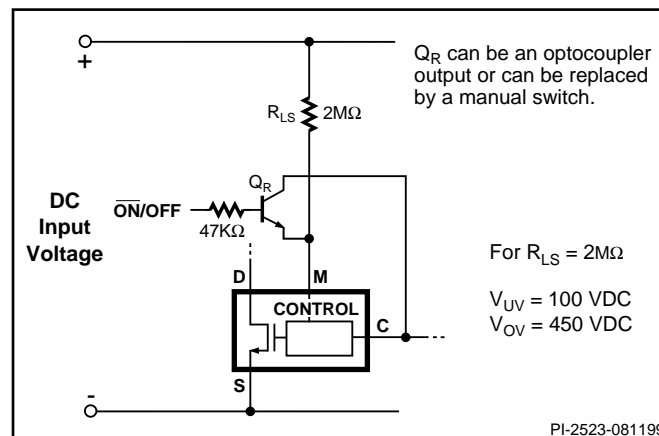 +
Q_R can be an optocoupler
output or can be replaced
by a manual switch.
R_LS 2MΩ
Q_R
DC
Input
Voltage
ON/OFF
47KΩ
For R_LS = 2MΩ
V_UV = 100 VDC
V_OV = 450 VDC
D M
CONTROL
C
S
-
PI-2523-081199